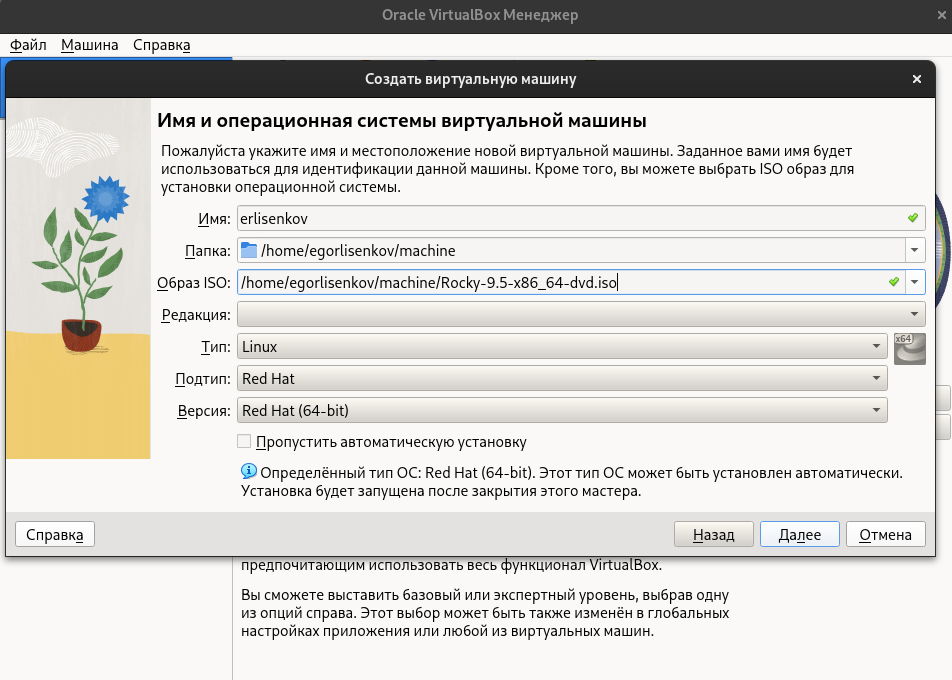 Oracle VirtualBox Менеджер
Файл Машина Справка
Создать виртуальную машину
Имя и операционная системы виртуальной машины
Пожалуйста укажите имя и местоположение новой виртуальной машины. Заданное вами имя будет
использоваться для идентификации данной машины. Кроме того, вы можете выбрать ISO образ для
установки операционной системы.
Имя: erlisenkov
Папка: /home/egorlisenkov/machine
Образ ISO: /home/egorlisenkov/machine/Rocky-9.5-x86_64-dvd.iso
Редакция:
Тип: Linux x64
Подтип: Red Hat
Версия: Red Hat (64-bit)
Пропустить автоматическую установку
Определённый тип ОС: Red Hat (64-bit). Этот тип ОС может быть установлен автоматически.
Установка будет запущена после закрытия этого мастера.
Справка Назад Далее Отмена
предпочитающим использовать весь функционал VirtualBox.
Вы сможете выставить базовый или экспертный уровень, выбрав одну
из опций справа. Этот выбор может быть также изменён в глобальных
настройках приложения или любой из виртуальных машин.